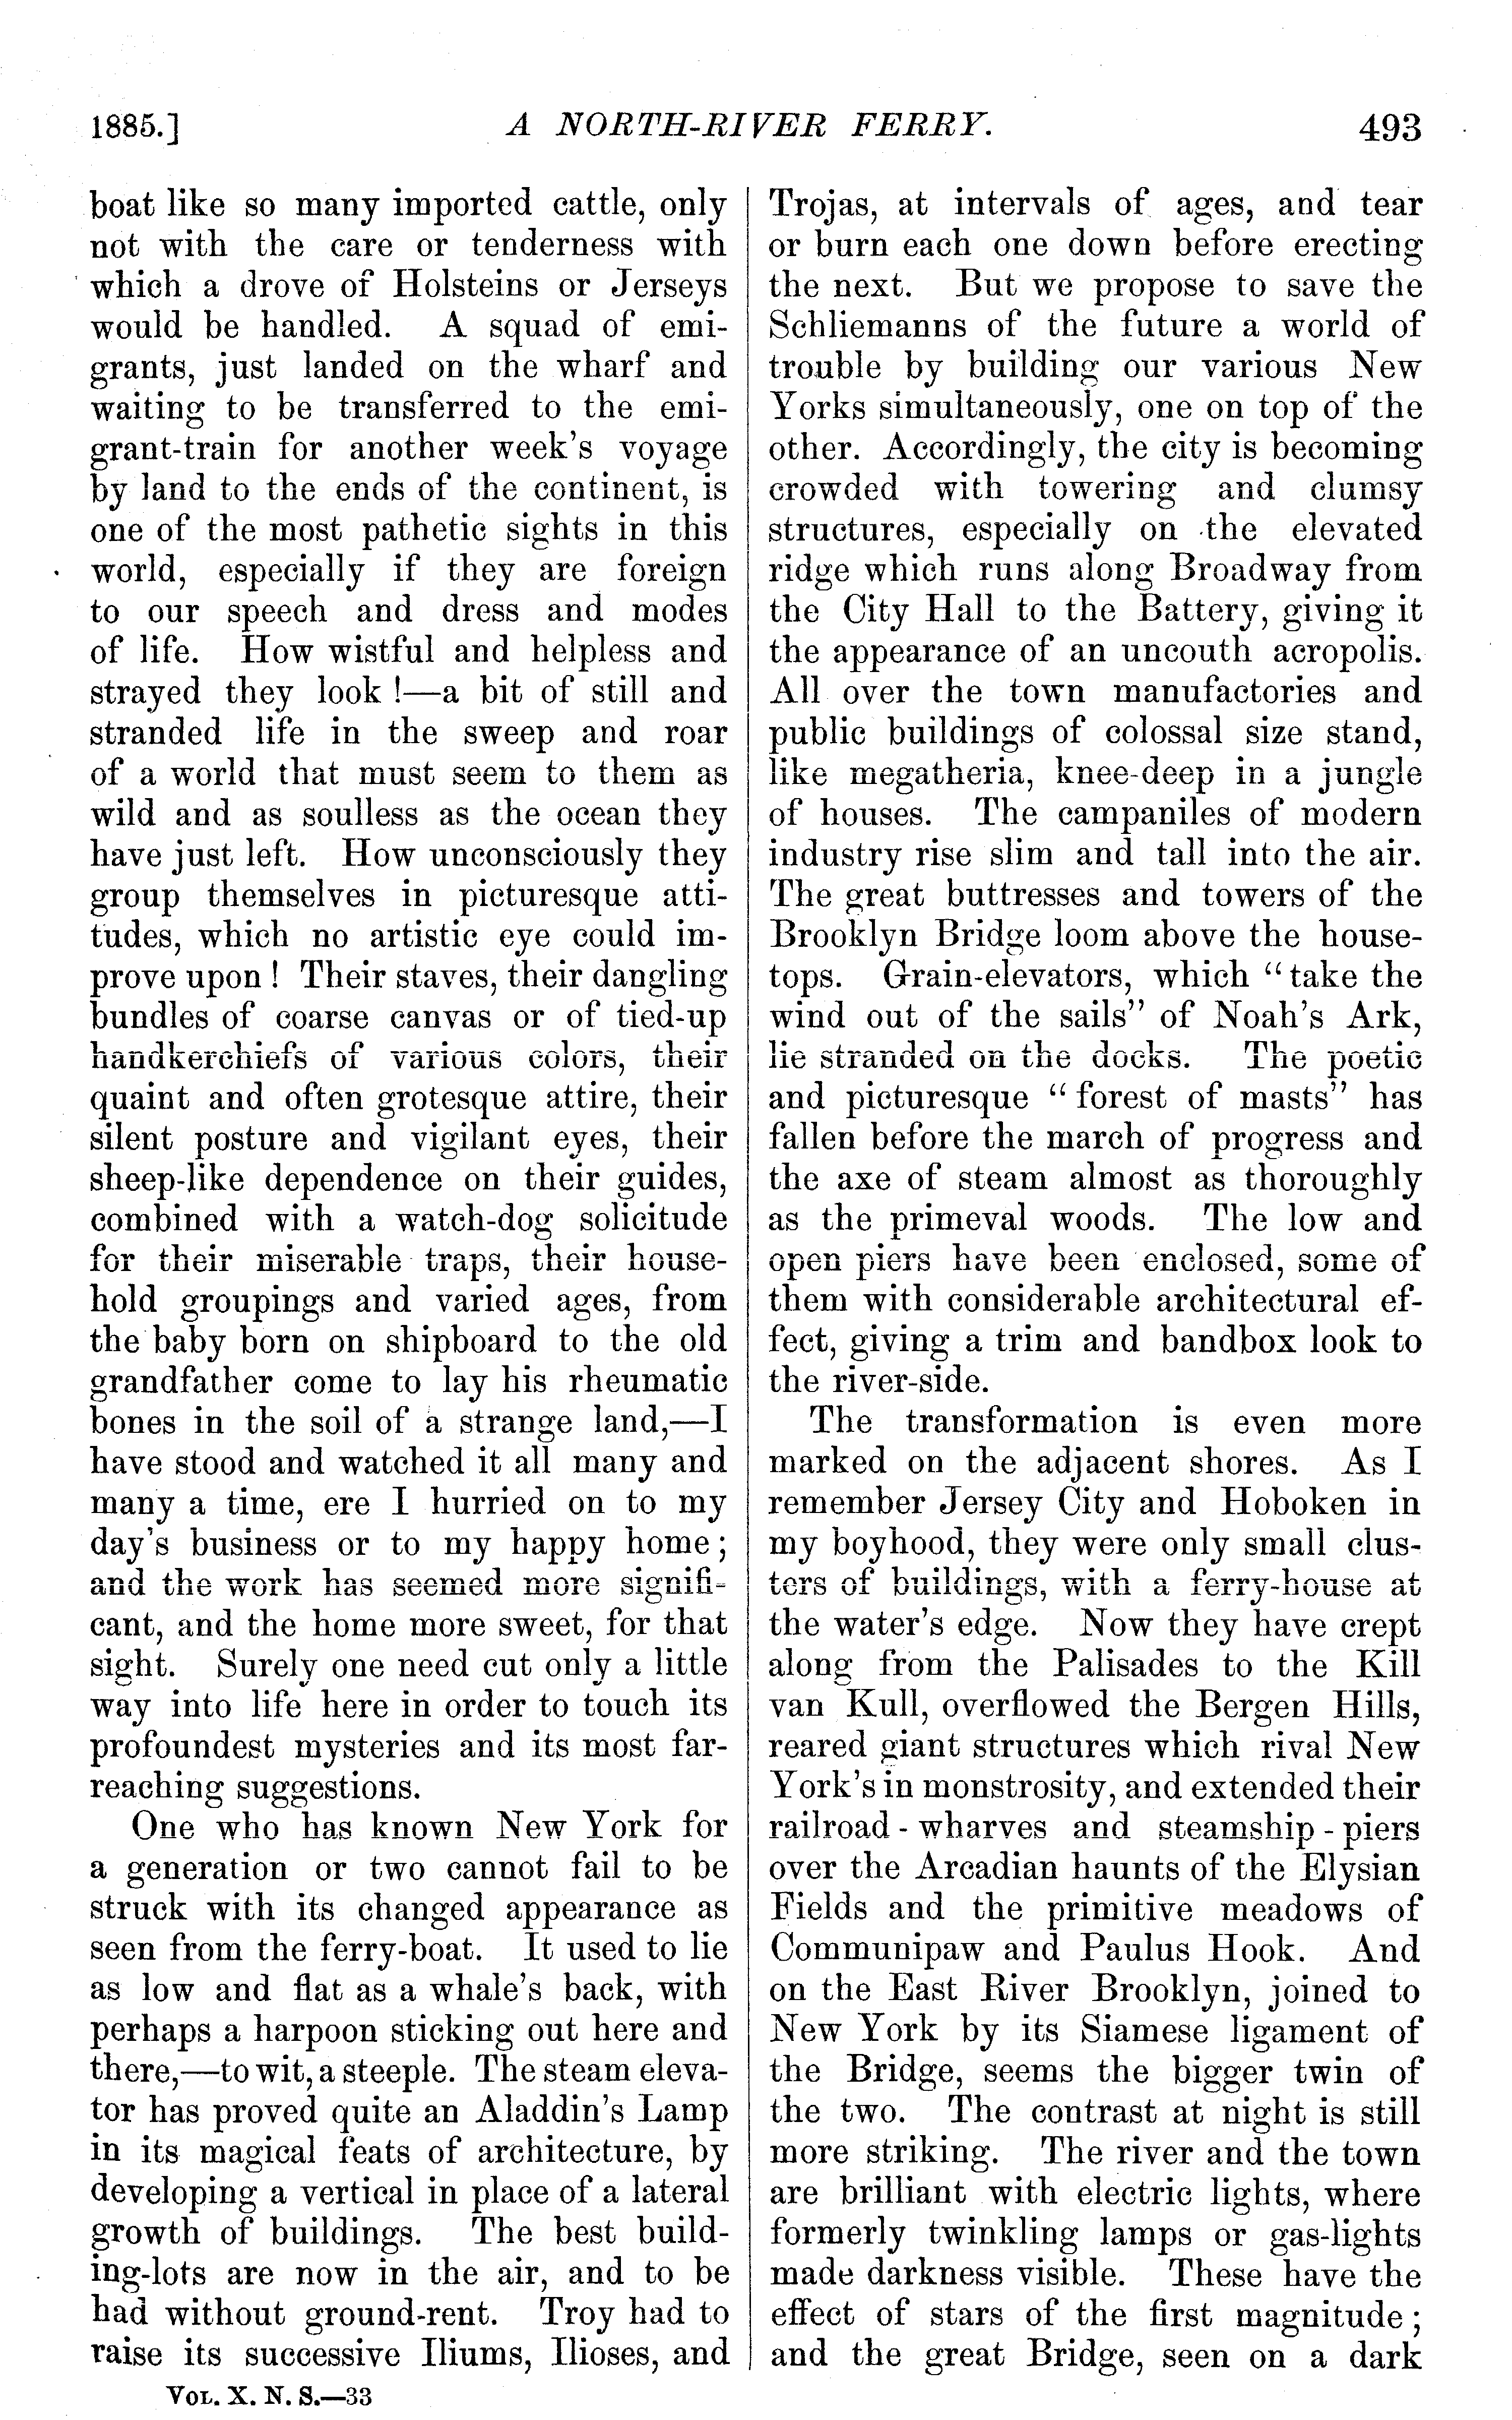 1885.] A NORTH-RIVER FERRY. 493
boat like so many imported cattle, only
not with the care or tenderness with
which a drove of Holsteins or Jerseys
would be handled. A squad of emi-
grants, just landed on the wharf and
waiting to be transferred to the emi-
grant-train for another week's voyage
by land to the ends of the continent, is
one of the most pathetic sights in this
world, especially if they are foreign
to our speech and dress and modes
of life. How wistful and helpless and
strayed they look!—a bit of still and
stranded life in the sweep and roar
of a world that must seem to them as
wild and as soulless as the ocean they
have just left. How unconsciously they
group themselves in picturesque atti-
tudes, which no artistic eye could im-
prove upon! Their staves, their dangling
bundles of coarse canvas or of tied-up
handkerchiefs of various colors, their
quaint and often grotesque attire, their
silent posture and vigilant eyes, their
sheep-like dependence on their guides,
combined with a watch-dog solicitude
for their miserable traps, their house-
hold groupings and varied ages, from
the baby born on shipboard to the old
grandfather come to lay his rheumatic
bones in the soil of a strange land,—I
have stood and watched it all many and
many a time, ere I hurried on to my
day's business or to my happy home;
and the work has seemed more signifi-
cant, and the home more sweet, for that
sight. Surely one need cut only a little
way into life here in order to touch its
profoundest mysteries and its most far-
reaching suggestions.
One who has known New York for
a generation or two cannot fail to be
struck with its changed appearance as
seen from the ferry-boat. It used to lie
as low and flat as a whale's back, with
perhaps a harpoon sticking out here and
there,—to wit, a steeple. The steam eleva-
tor has proved quite an Aladdin's Lamp
in its magical feats of architecture, by
developing a vertical in place of a lateral
growth of buildings. The best build-
ing-lots are now in the air, and to be
had without ground-rent. Troy had to
raise its successive Iliums, Ilioses, and
VOL. X. N. S.—33
Trojas, at intervals of ages, and tear
or burn each one down before erecting
the next. But we propose to save the
Schliemanns of the future a world of
trouble by building our various New
Yorks simultaneously, one on top of the
other. Accordingly, the city is becoming
crowded with towering and clumsy
structures, especially on the elevated
ridge which runs along Broadway from
the City Hall to the Battery, giving it
the appearance of an uncouth acropolis.
All over the town manufactories and
public buildings of colossal size stand,
like megatheria, knee-deep in a jungle
of houses. The campaniles of modern
industry rise slim and tall into the air.
The great buttresses and towers of the
Brooklyn Bridge loom above the house-
tops. Grain-elevators, which "take the
wind out of the sails" of Noah's Ark,
lie stranded on the docks. The poetic
and picturesque "forest of masts" has
fallen before the march of progress and
the axe of steam almost as thoroughly
as the primeval woods. The low and
open piers have been enclosed, some of
them with considerable architectural ef-
fect, giving a trim and bandbox look to
the river-side.
The transformation is even more
marked on the adjacent shores. As I
remember Jersey City and Hoboken in
my boyhood, they were only small clus-
ters of buildings, with a ferry-house at
the water's edge. Now they have crept
along from the Palisades to the Kill
van Kull, overflowed the Bergen Hills,
reared giant structures which rival New
York's in monstrosity, and extended their
railroad-wharves and steamship-piers
over the Arcadian haunts of the Elysian
Fields and the primitive meadows of
Communipaw and Paulus Hook. And
on the East River Brooklyn, joined to
New York by its Siamese ligament of
the Bridge, seems the bigger twin of
the two. The contrast at night is still
more striking. The river and the town
are brilliant with electric lights, where
formerly twinkling lamps or gas-lights
made darkness visible. These have the
effect of stars of the first magnitude;
and the great Bridge, seen on a dark